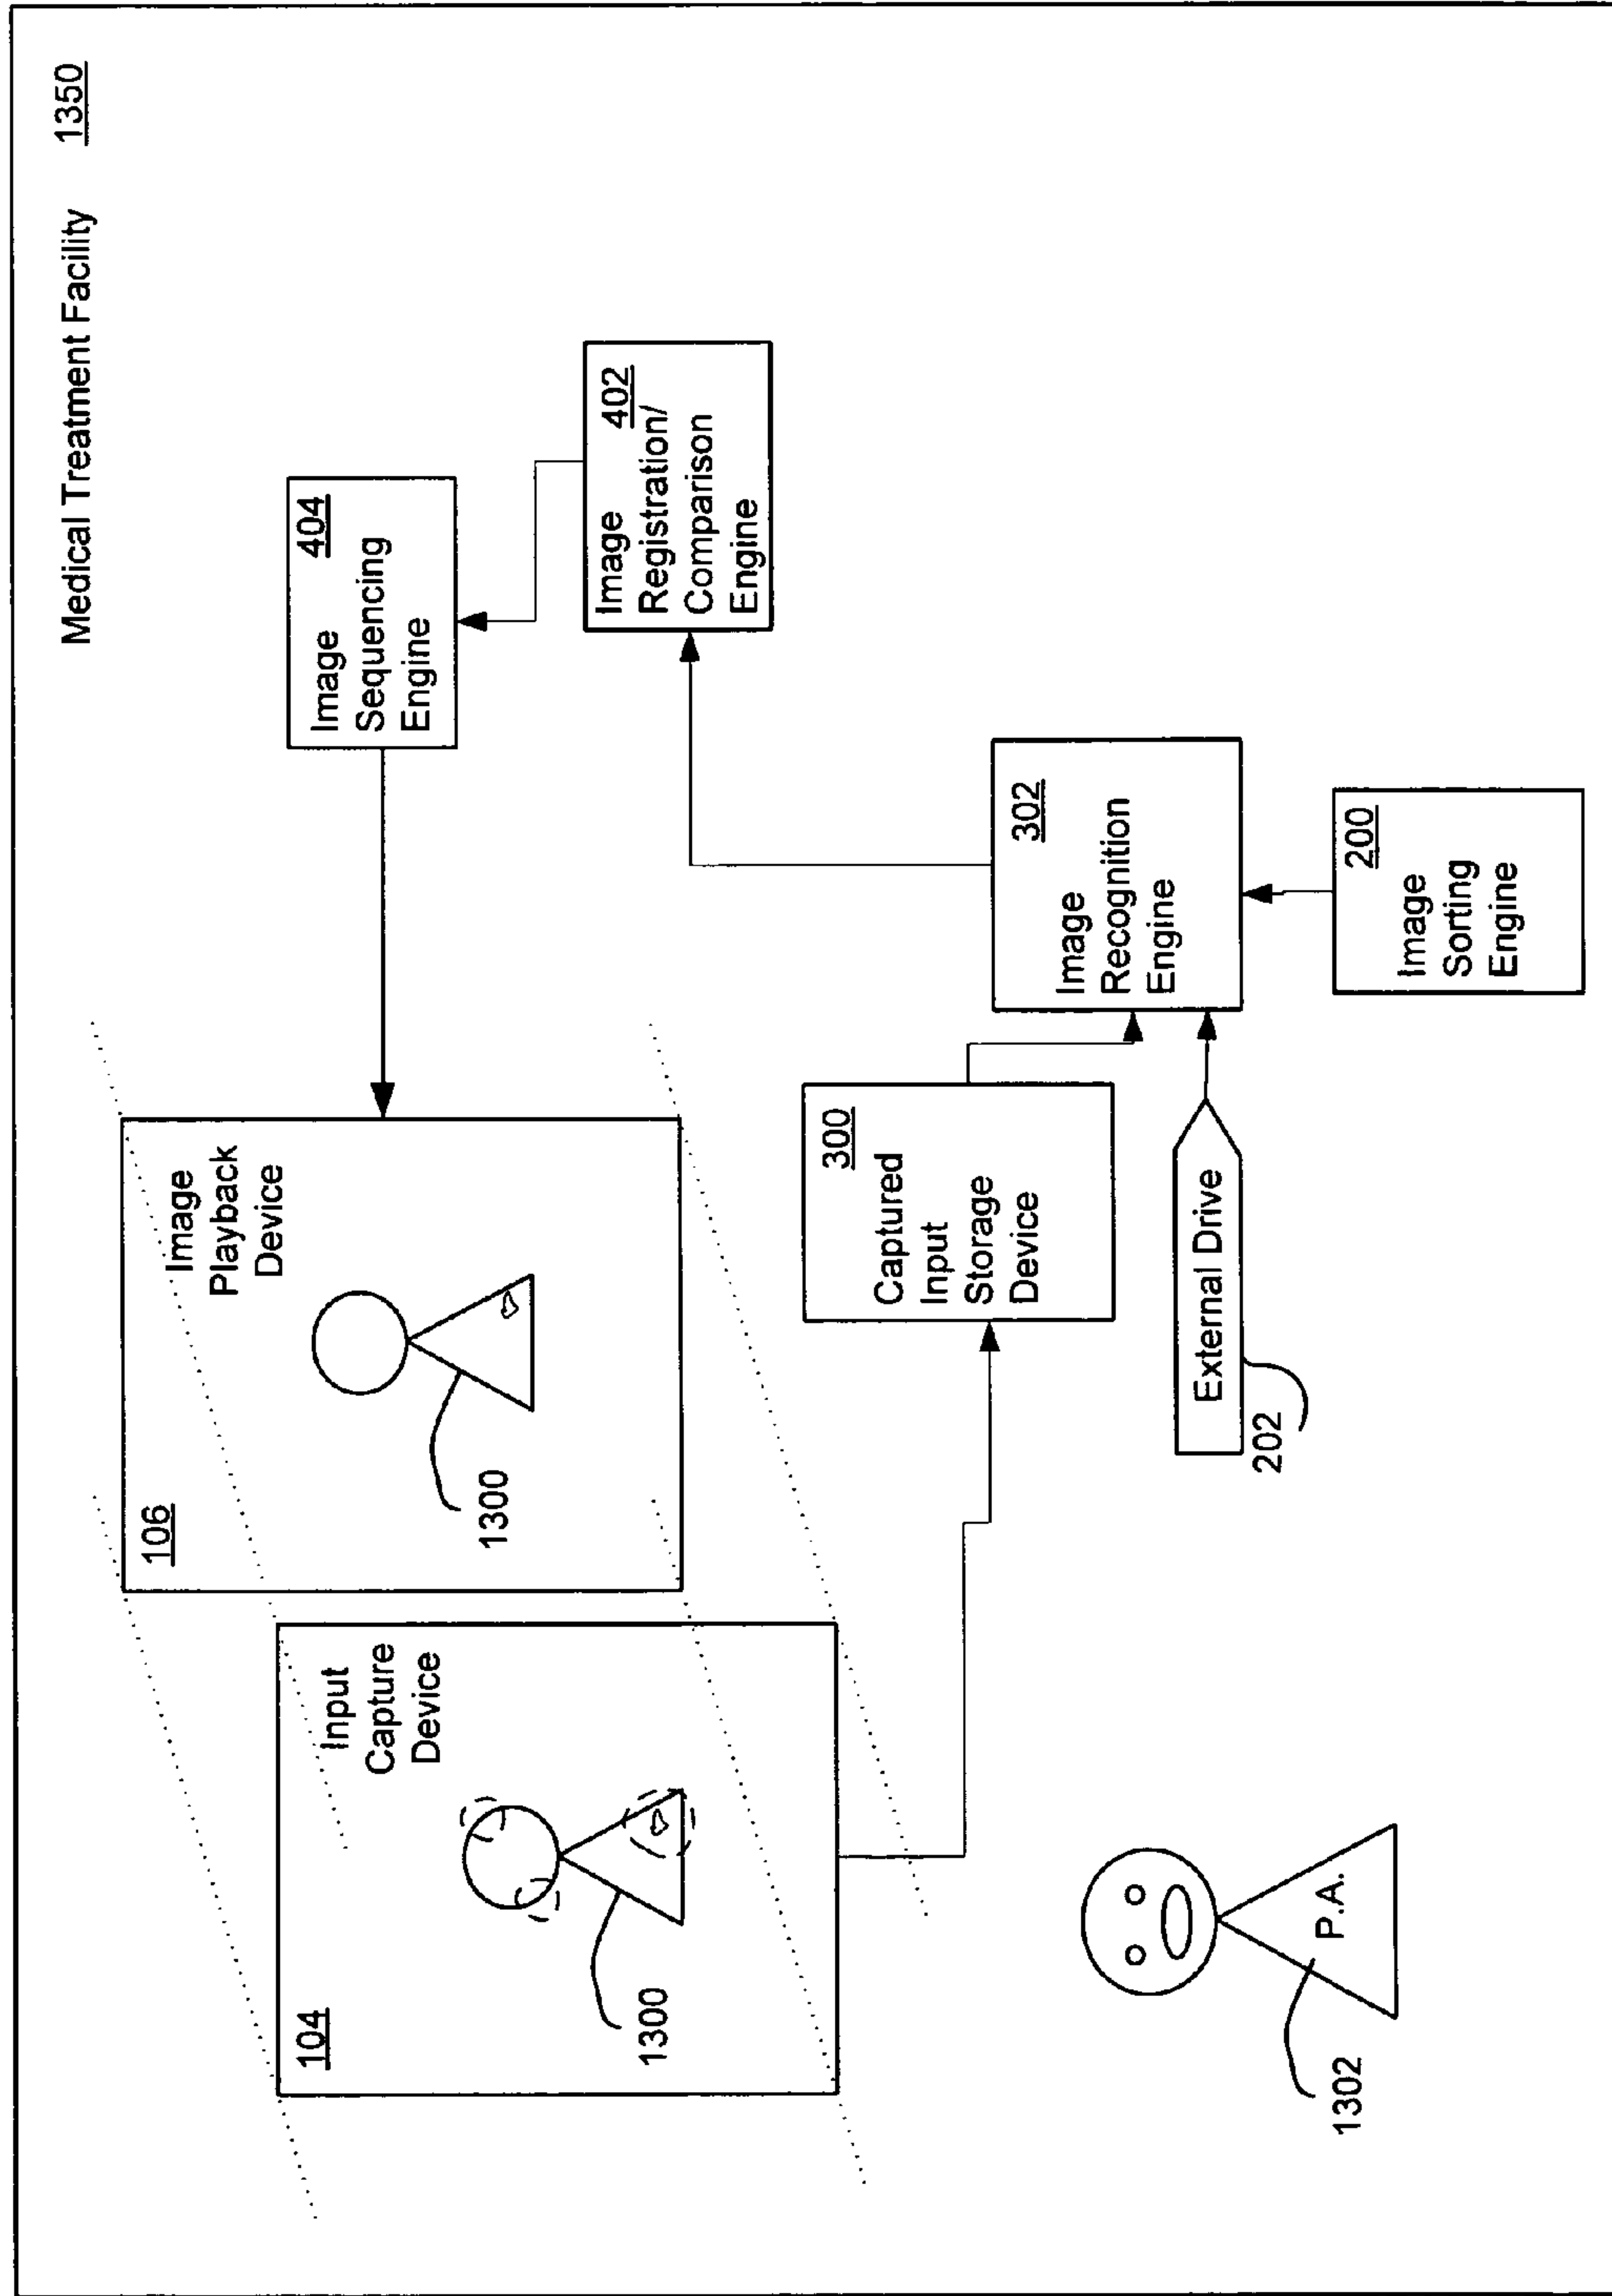 Medical Treatment Facility 1350
106
Image
Playback
Device
1300
404
Image
Sequencing
Engine
104
Input
Capture
Device
1300
402
Image
Registration/
Comparison
Engine
300
Captured
Input
Storage
Device
302
Image
Recognition
Engine
External Drive
202
200
Image
Sorting
Engine
P.A.
1302